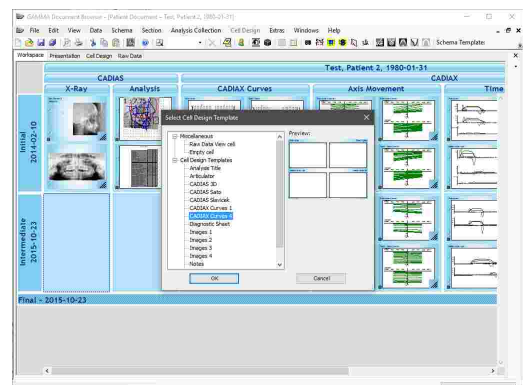 GAMMA Document Browser - [Patient Document - Test, Patient 2, 1980-01-31]
File Edit View Data Schema Section Analysis Collection Cell Design Extras Windows Help
Schema Template:
Workspace Presentation Cell Design Raw Data
Test, Patient 2, 1980-01-31
CADIAS CADIAX
X-Ray Analysis CADIAX Curves Axis Movement Time
Initial
2014-02-10
Intermediate
2015-10-23
Final - 2015-10-23
Select Cell Design Template
Miscellaneous
Raw Data View cell
Empty cell
Cell Design Templates
Analysis Title
Articulator
CADIAS 3D
CADIAS Sato
CADIAS Slavicek
CADIAX Curves 1
CADIAX Curves 4
Diagnostic Sheet
Images 1
Images 2
Images 3
Images 4
Notes
Preview:
OK Cancel